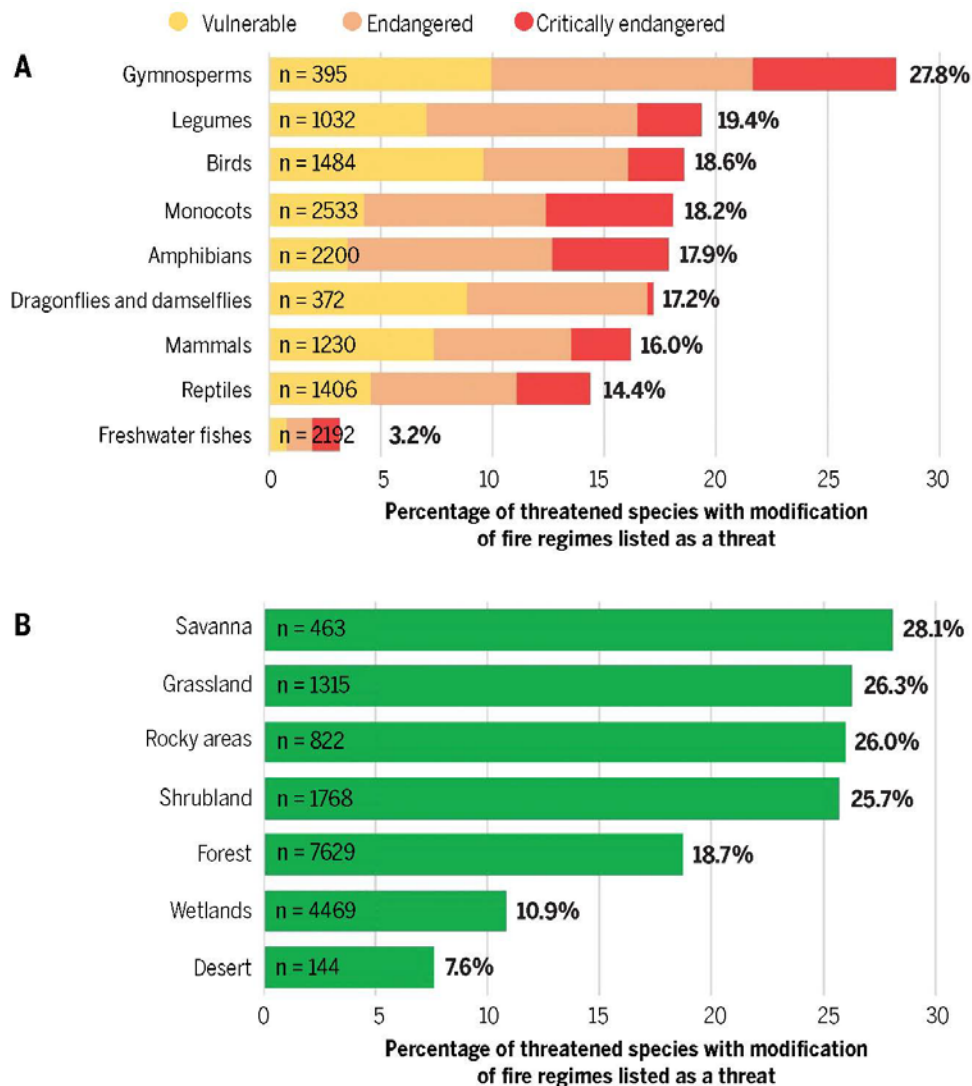 Vulnerable Endangered Critically endangered
A
Gymnosperms n = 395 27.8%
Legumes n = 1032 19.4%
Birds n = 1484 18.6%
Monocots n = 2533 18.2%
Amphibians n = 2200 17.9%
Dragonflies and damselflies n = 372 17.2%
Mammals n = 1230 16.0%
Reptiles n = 1406 14.4%
Freshwater fishes n = 2192 3.2%
0 5 10 15 20 25 30
Percentage of threatened species with modification
of fire regimes listed as a threat
B
Savanna n = 463 28.1%
Grassland n = 1315 26.3%
Rocky areas n = 822 26.0%
Shrubland n = 1768 25.7%
Forest n = 7629 18.7%
Wetlands n = 4469 10.9%
Desert n = 144 7.6%
0 5 10 15 20 25 30
Percentage of threatened species with modification
of fire regimes listed as a threat